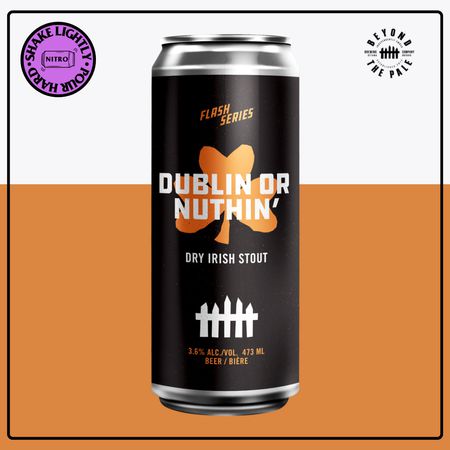 SHAKE LIGHTLY
NITRO
POUR HARD
BEYOND
THE PALE
FLASH
SERIES
DUBLIN OR
NUTHIN'
DRY IRISH STOUT
3.6% ALC./VOL. 473 ML
BEER / BIÈRE